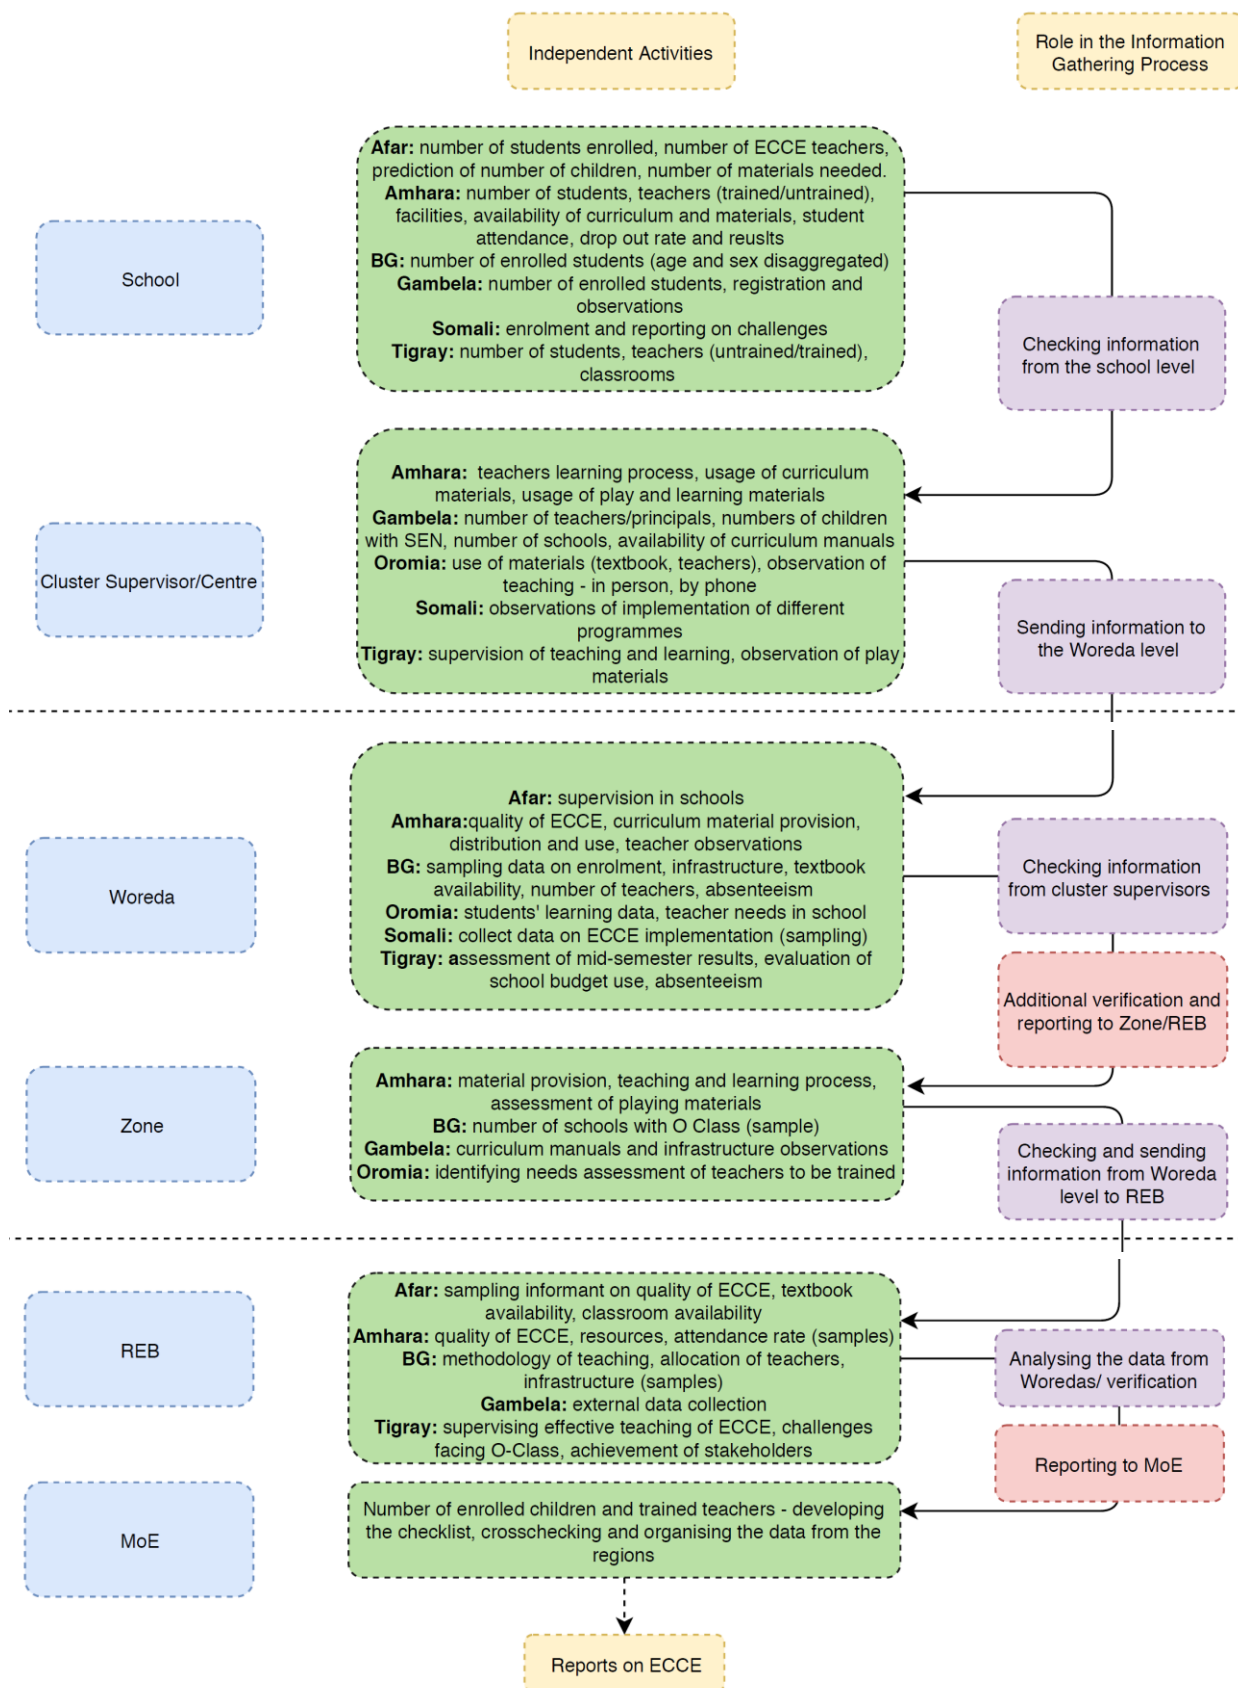 Independent Activities
Role in the Information
Gathering Process
School
Afar: number of students enrolled, number of ECCE teachers,
prediction of number of children, number of materials needed.
Amhara: number of students, teachers (trained/untrained),
facilities, availability of curriculum and materials, student
attendance, drop out rate and reuslts
BG: number of enrolled students (age and sex disaggregated)
Gambela: number of enrolled students, registration and
observations
Somali: enrolment and reporting on challenges
Tigray: number of students, teachers (untrained/trained),
classrooms
Checking information
from the school level
Cluster Supervisor/Centre
Amhara: teachers learning process, usage of curriculum
materials, usage of play and learning materials
Gambela: number of teachers/principals, numbers of children
with SEN, number of schools, availability of curriculum manuals
Oromia: use of materials (textbook, teachers), observation of
teaching - in person, by phone
Somali: observations of implementation of different
programmes
Tigray: supervision of teaching and learning, observation of play
materials
Sending information to
the Woreda level
Woreda
Afar: supervision in schools
Amhara:quality of ECCE, curriculum material provision,
distribution and use, teacher observations
BG: sampling data on enrolment, infrastructure, textbook
availability, number of teachers, absenteeism
Oromia: students' learning data, teacher needs in school
Somali: collect data on ECCE implementation (sampling)
Tigray: assessment of mid-semester results, evaluation of
school budget use, absenteeism
Checking information
from cluster supervisors
Additional verification and
reporting to Zone/REB
Zone
Amhara: material provision, teaching and learning process,
assessment of playing materials
BG: number of schools with O Class (sample)
Gambela: curriculum manuals and infrastructure observations
Oromia: identifying needs assessment of teachers to be trained
Checking and sending
information from Woreda
level to REB
REB
Afar: sampling informant on quality of ECCE, textbook
availability, classroom availability
Amhara: quality of ECCE, resources, attendance rate (samples)
BG: methodology of teaching, allocation of teachers,
infrastructure (samples)
Gambela: external data collection
Tigray: supervising effective teaching of ECCE, challenges
facing O-Class, achievement of stakeholders
Analysing the data from
Woredas/ verification
Reporting to MoE
MoE
Number of enrolled children and trained teachers - developing
the checklist, crosschecking and organising the data from the
regions
Reports on ECCE